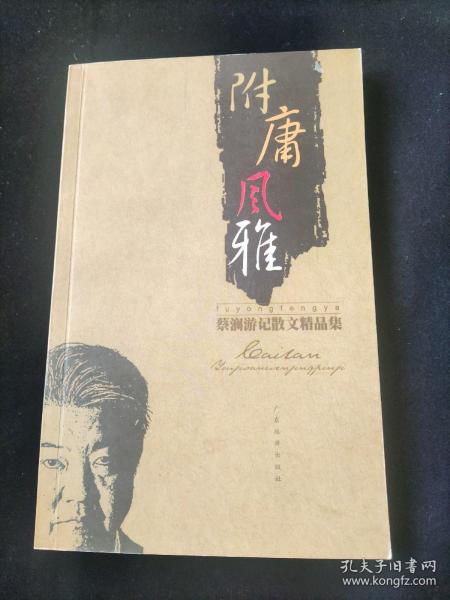 附庸风雅
fuyongfengya
蔡澜游记散文精品集
Cailan
广东旅游出版社
孔夫子旧书网
www.kongfz.com